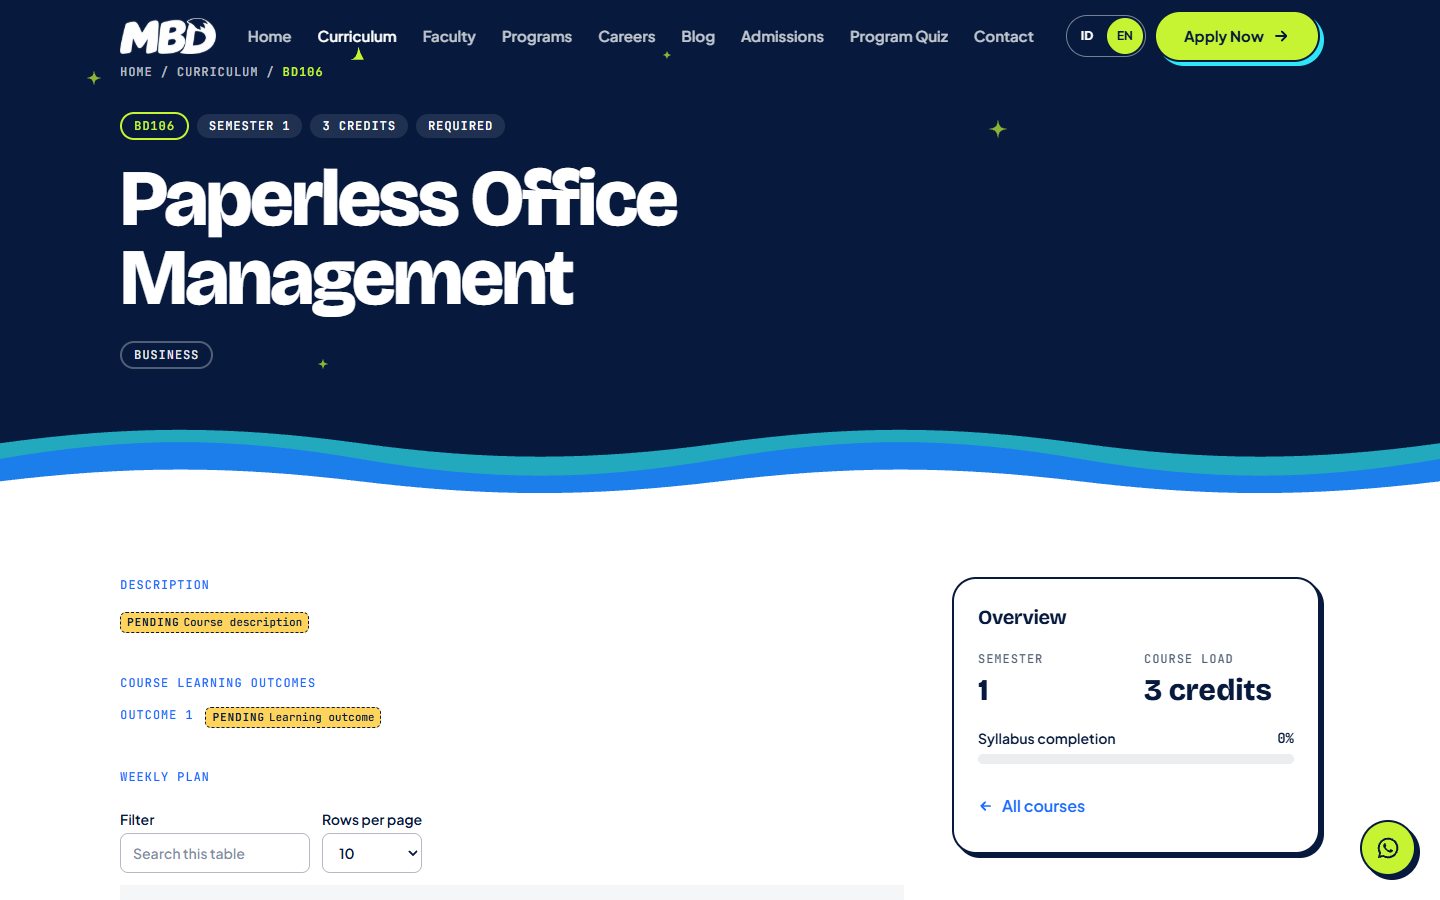 MBD
Home Curriculum Faculty Programs Careers Blog Admissions Program Quiz Contact ID EN Apply Now
HOME / CURRICULUM / BD106
BD106 SEMESTER 1 3 CREDITS REQUIRED
Paperless Office
Management
BUSINESS
DESCRIPTION
PENDING Course description
COURSE LEARNING OUTCOMES
OUTCOME 1 PENDING Learning outcome
WEEKLY PLAN
Filter Rows per page
Search this table 10
Overview
SEMESTER COURSE LOAD
1 3 credits
Syllabus completion 0%
All courses